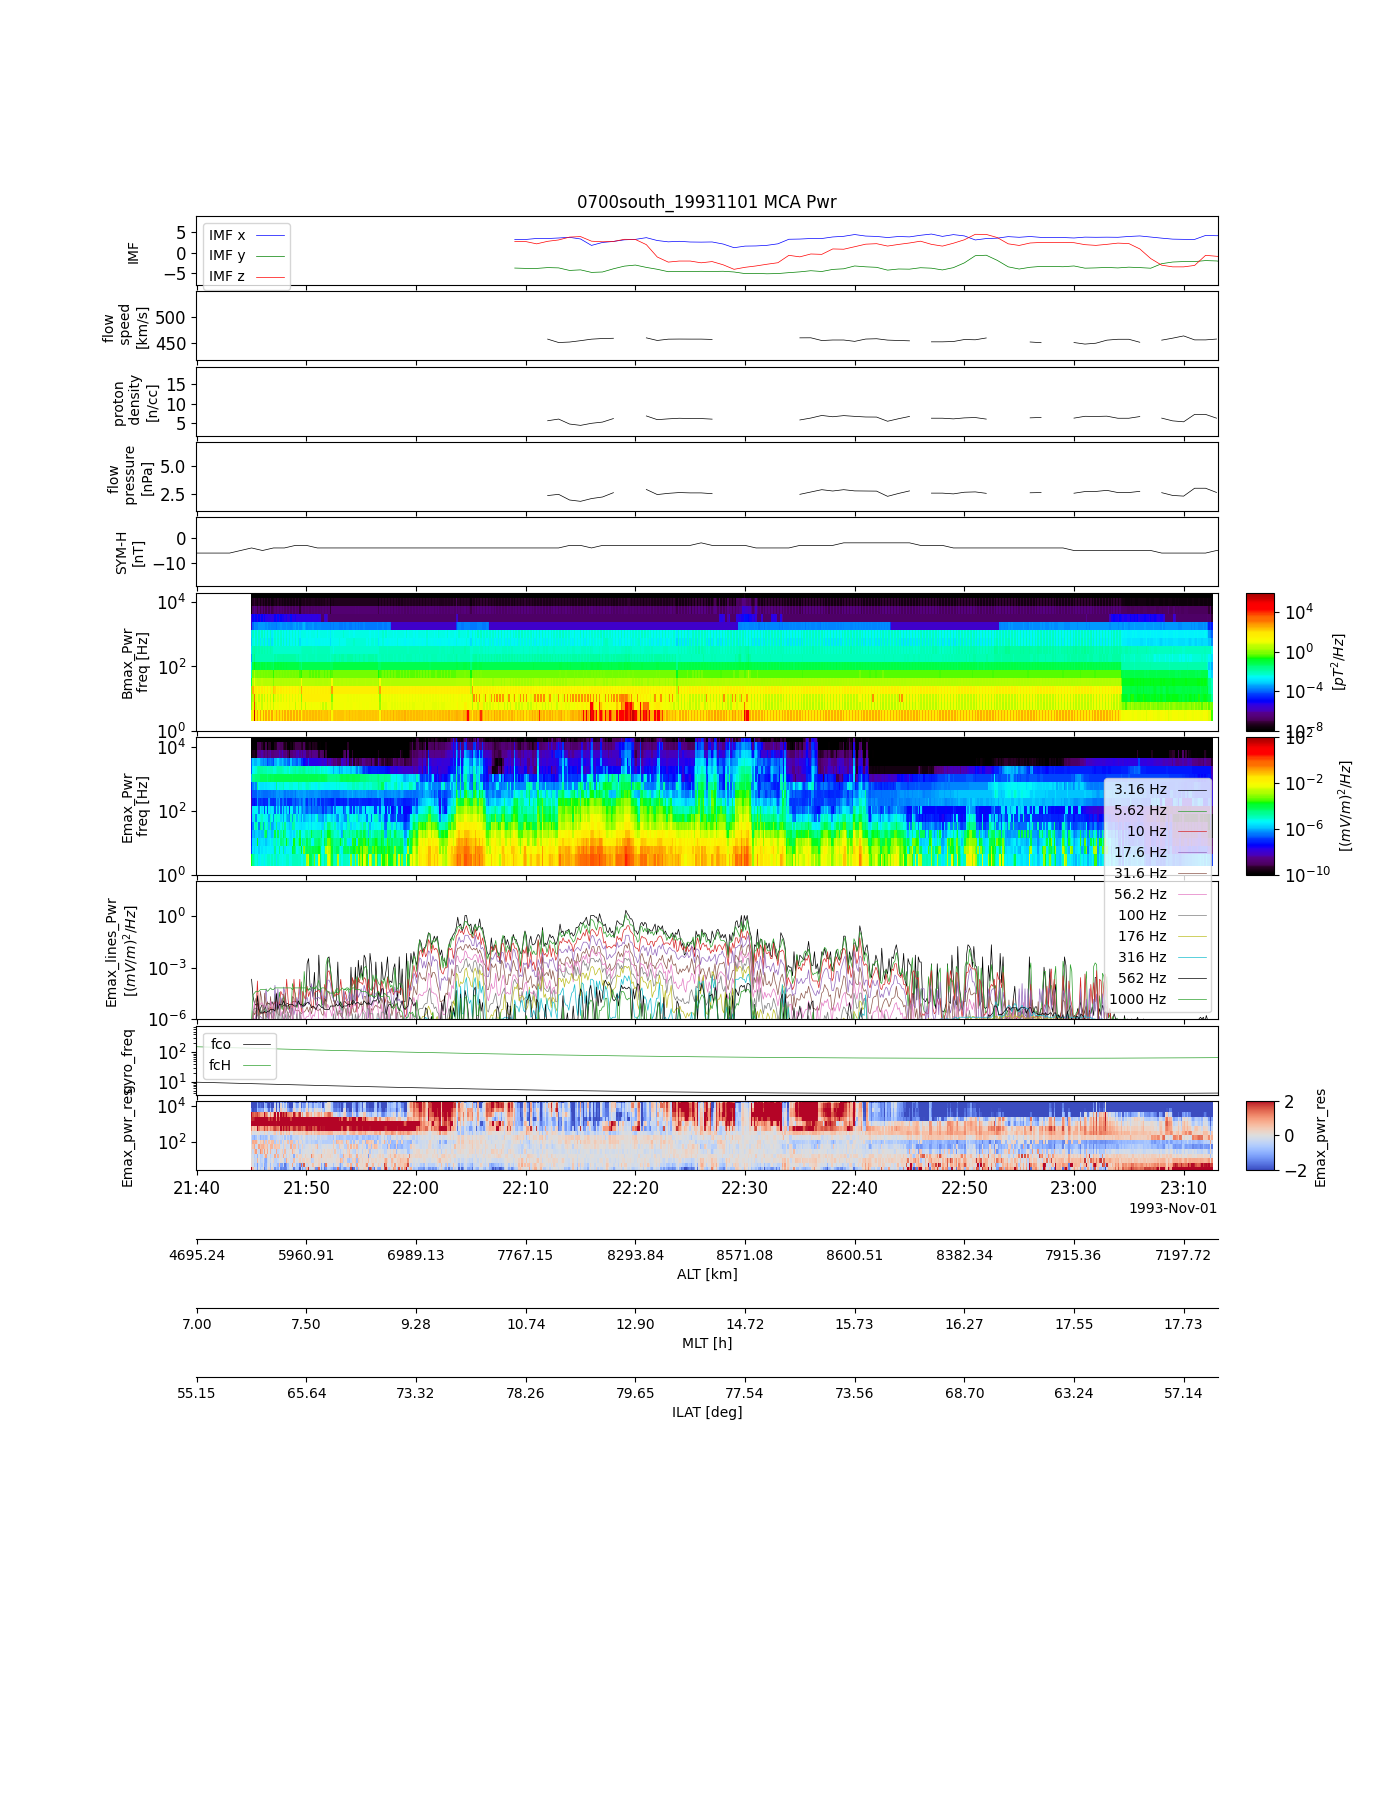 0700south_19931101 MCA Pwr
IMF
5
0
−5
IMF x
IMF y
IMF z
flow
speed
[km/s]
500
450
proton
density
[n/cc]
15
10
5
flow
pressure
[nPa]
5.0
2.5
SYM-H
[nT]
0
−10
Bmax_Pwr
freq [Hz]
10^4
10^2
10^0
10^4
10^0
10^−4
10^−8
[pT^2/Hz]
Emax_Pwr
freq [Hz]
10^4
10^2
10^0
10^2
10^−2
10^−6
10^−10
[(mV/m)^2/Hz]
3.16 Hz
5.62 Hz
10 Hz
17.6 Hz
31.6 Hz
56.2 Hz
100 Hz
176 Hz
316 Hz
562 Hz
1000 Hz
Emax_lines_Pwr
[(mV/m)^2/Hz]
10^0
10^−3
10^−6
gyro_freq
10^2
10^1
fco
fcH
Emax_pwr_res
10^4
10^2
2
0
−2
Emax_pwr_res
21:40 21:50 22:00 22:10 22:20 22:30 22:40 22:50 23:00 23:10
1993-Nov-01
4695.24 5960.91 6989.13 7767.15 8293.84 8571.08 8600.51 8382.34 7915.36 7197.72
ALT [km]
7.00 7.50 9.28 10.74 12.90 14.72 15.73 16.27 17.55 17.73
MLT [h]
55.15 65.64 73.32 78.26 79.65 77.54 73.56 68.70 63.24 57.14
ILAT [deg]